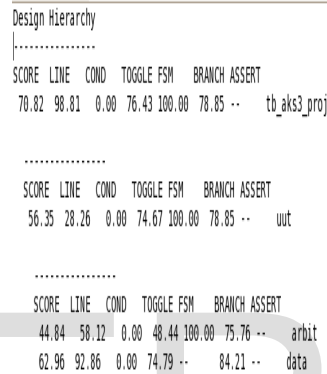 Design Hierarchy
----------------
SCORE LINE COND TOGGLE FSM BRANCH ASSERT
70.82 98.81 0.00 76.43 100.00 78.85 -- tb_aks3_proj
----------------
SCORE LINE COND TOGGLE FSM BRANCH ASSERT
56.35 28.26 0.00 74.67 100.00 78.85 -- uut
----------------
SCORE LINE COND TOGGLE FSM BRANCH ASSERT
44.84 58.12 0.00 48.44 100.00 75.76 -- arbit
62.96 92.86 0.00 74.79 -- 84.21 -- data